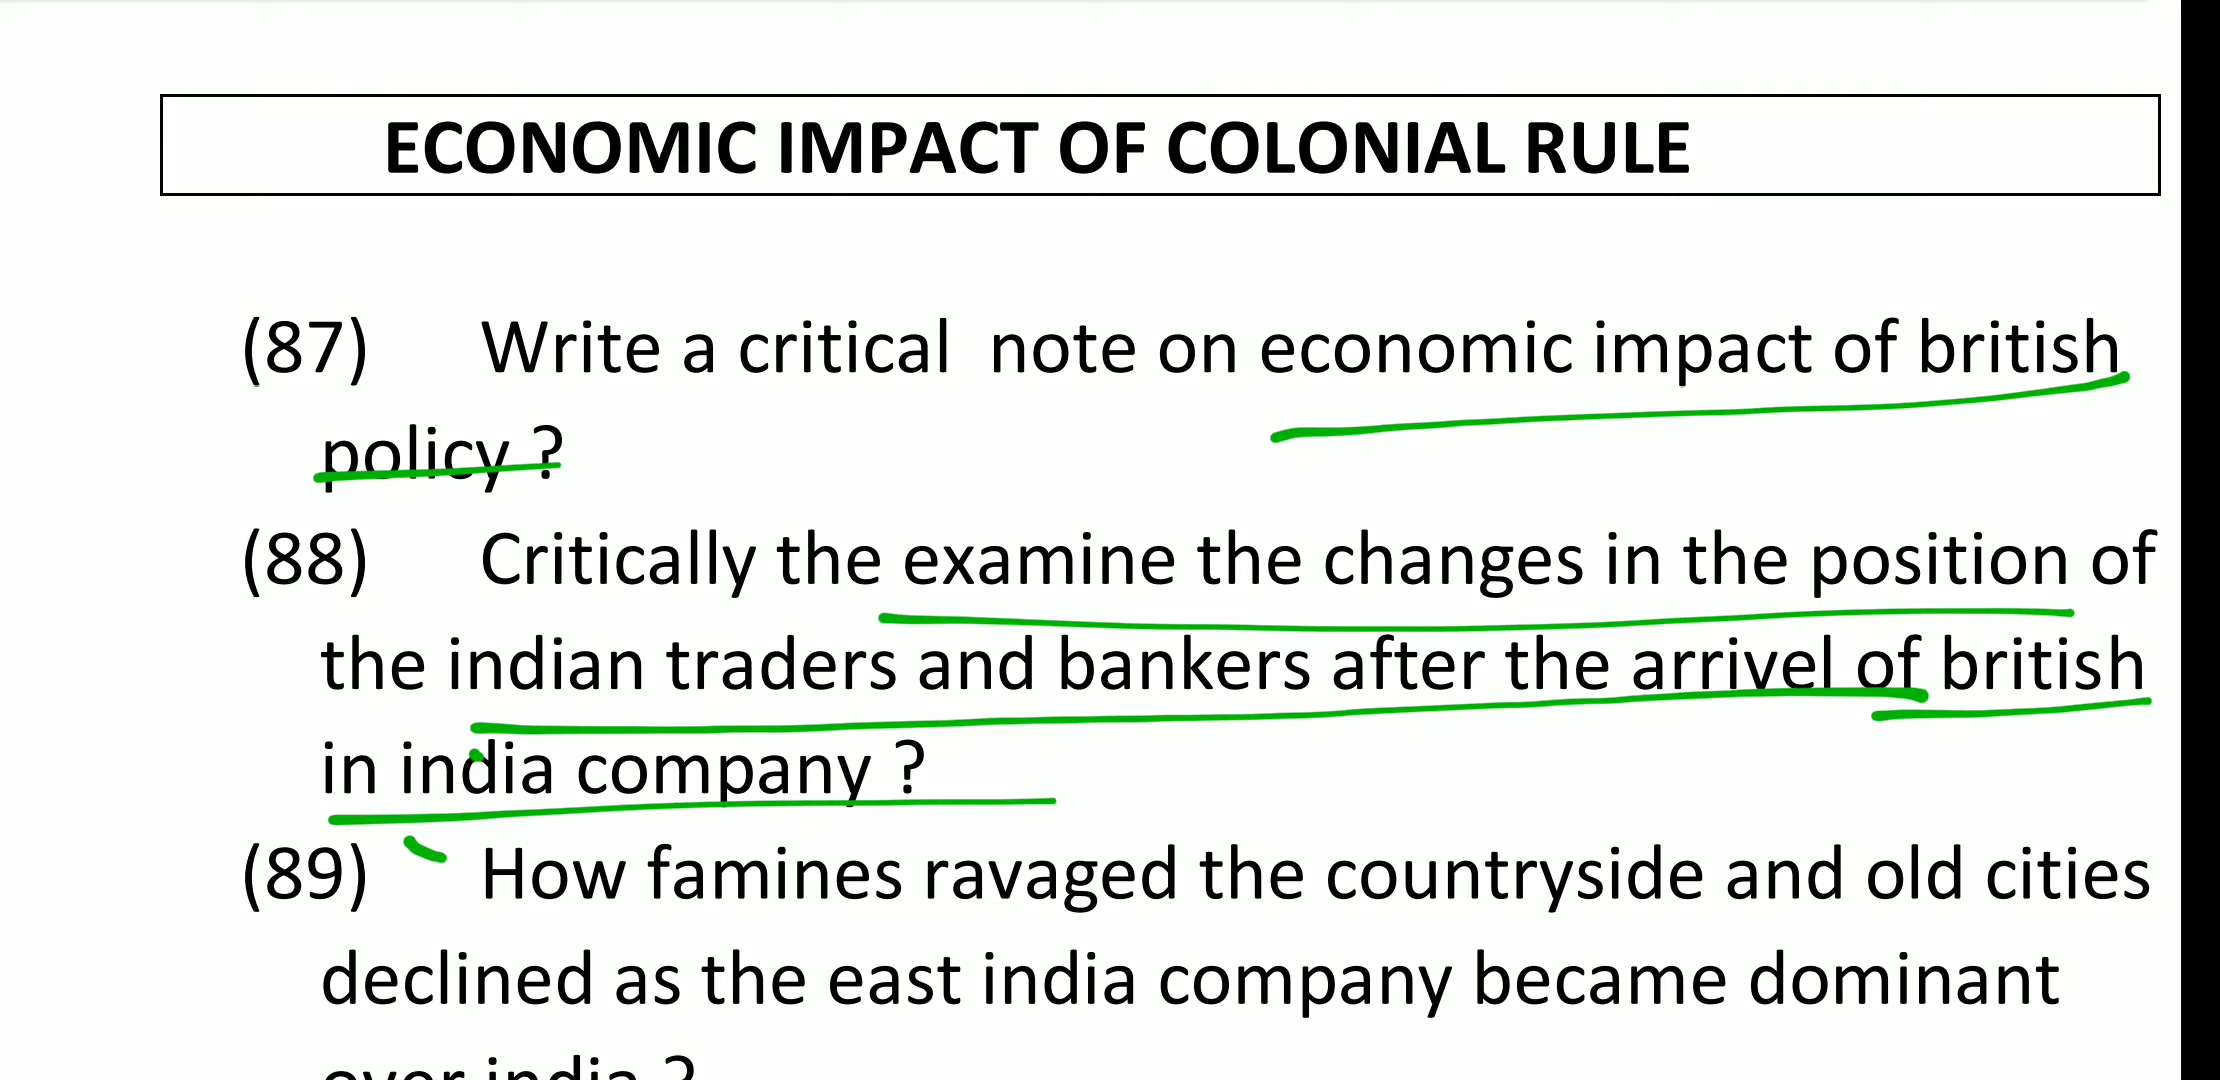 ECONOMIC IMPACT OF COLONIAL RULE
(87) Write a critical note on economic impact of british
policy ?
(88) Critically the examine the changes in the position of
the indian traders and bankers after the arrivel of british
in india company ?
(89) How famines ravaged the countryside and old cities
declined as the east india company became dominant
over india ?